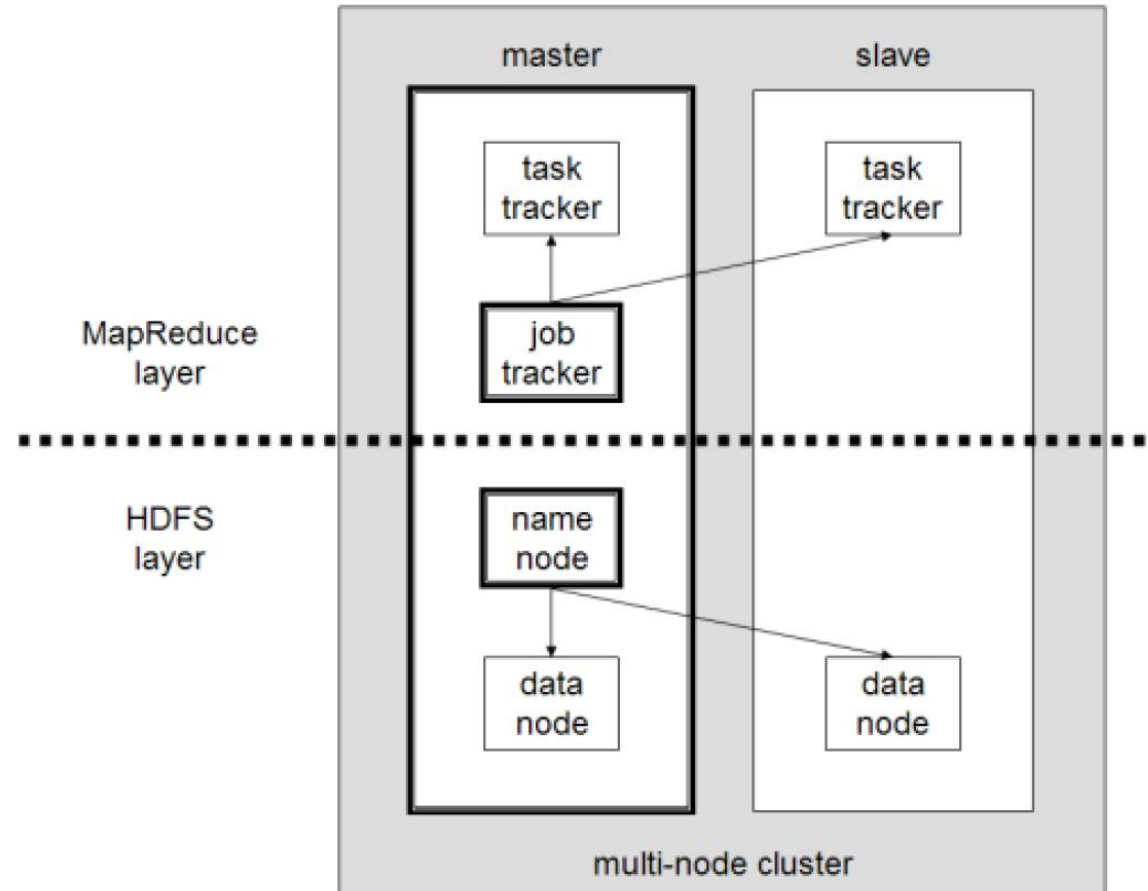 master
slave
task
tracker
task
tracker
MapReduce
layer
job
tracker
HDFS
layer
name
node
data
node
data
node
multi-node cluster